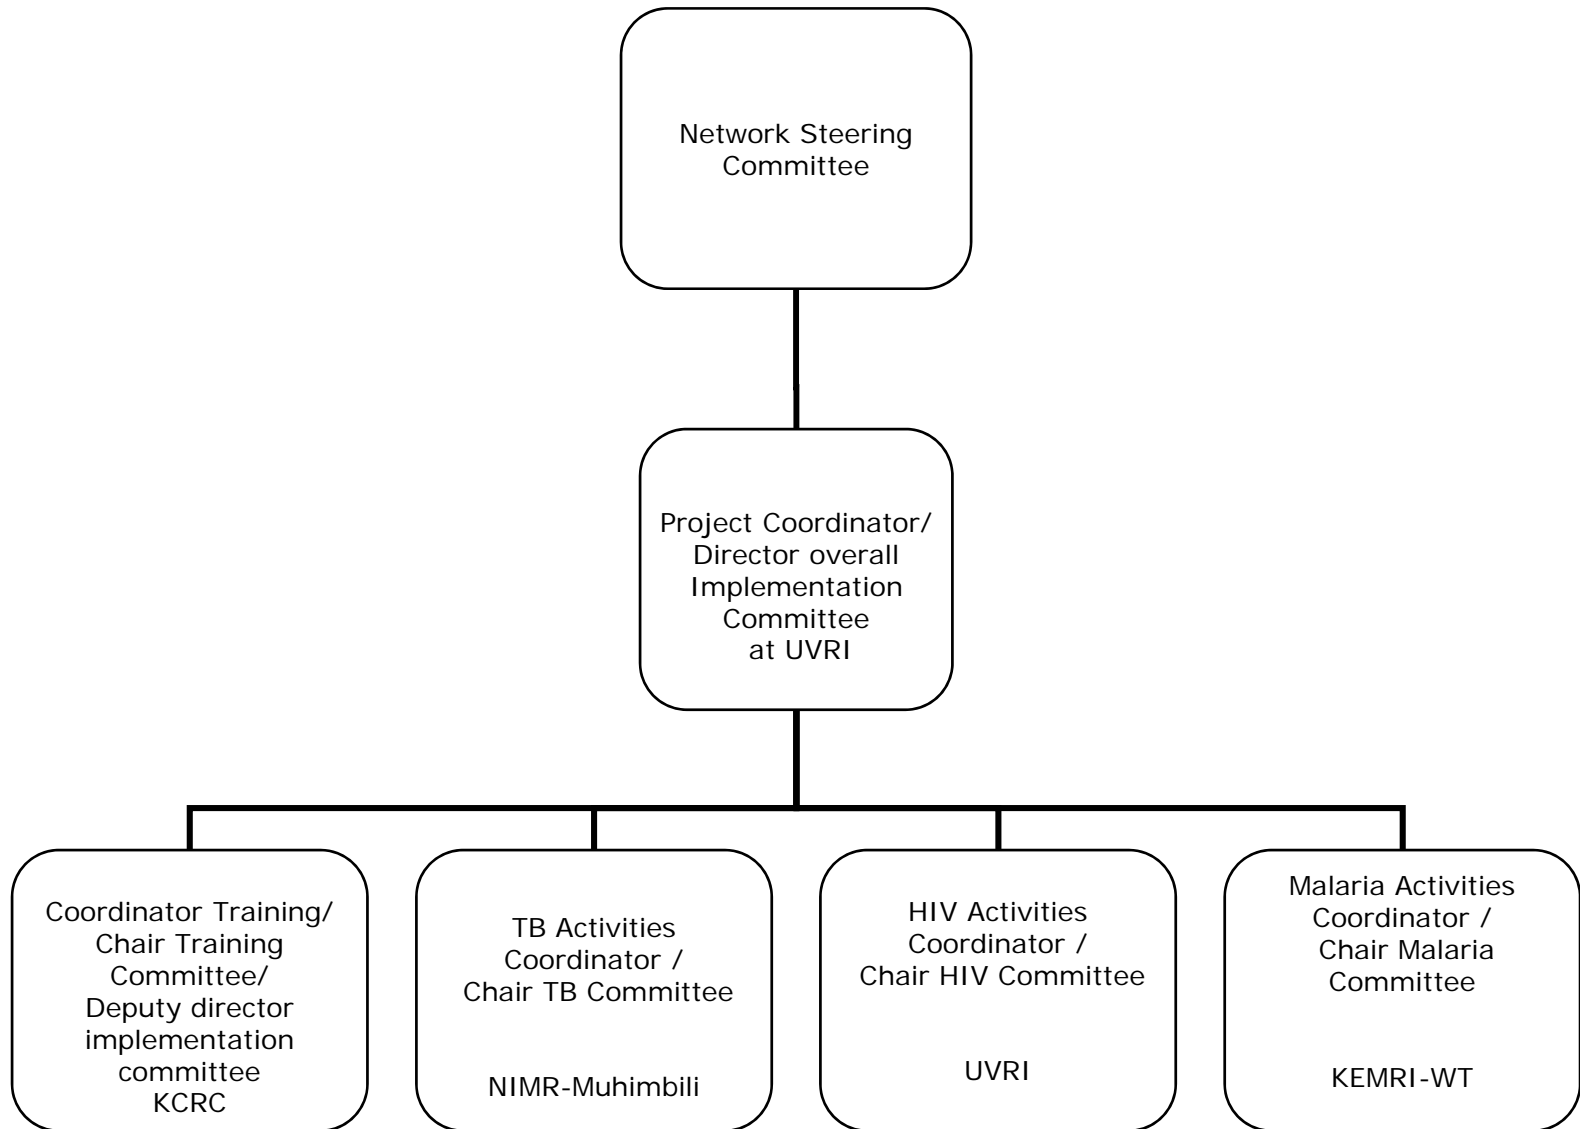 Network Steering
Committee
Project Coordinator/
Director overall
Implementation
Committee
at UVRI
Coordinator Training/
Chair Training
Committee/
Deputy director
implementation
committee
KCRC
TB Activities
Coordinator /
Chair TB Committee
NIMR-Muhimbili
HIV Activities
Coordinator /
Chair HIV Committee
UVRI
Malaria Activities
Coordinator /
Chair Malaria
Committee
KEMRI-WT